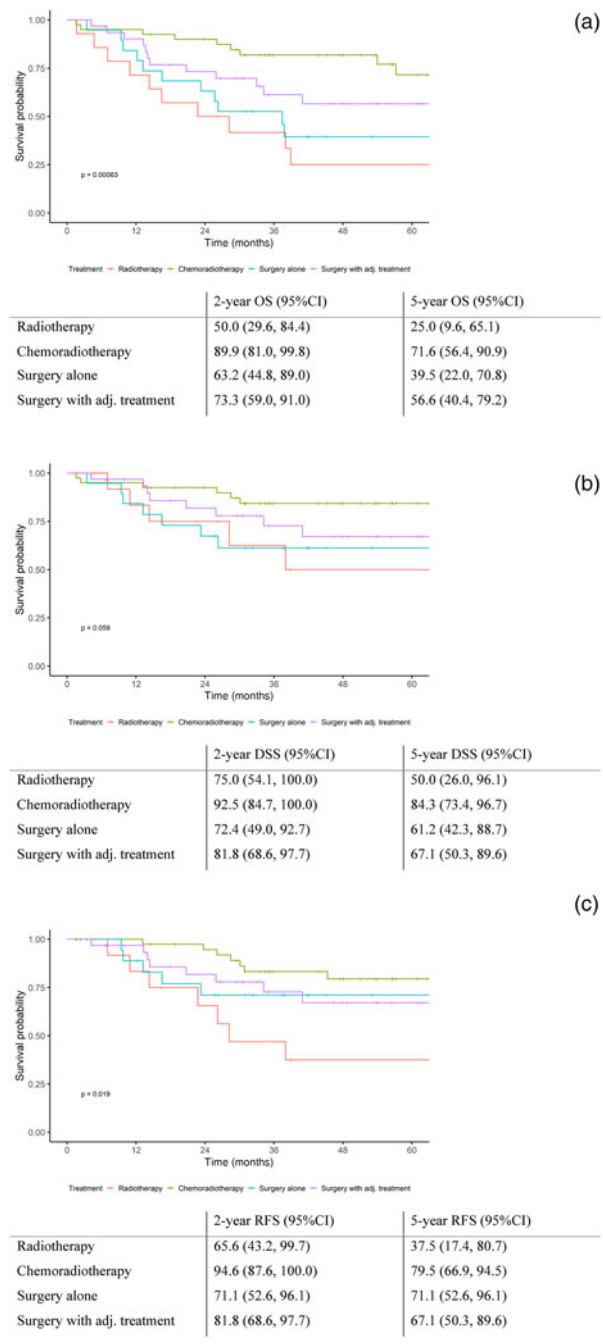 (a)
1.00
0.75
0.50
0.25
0.00
Survival probability
p = 0.00063
0 12 24 36 48 60
Time (months)
Treatment Radiotherapy Chemoradiotherapy Surgery alone Surgery with adj. treatment
2-year OS (95%CI) 5-year OS (95%CI)
Radiotherapy 50.0 (29.6, 84.4) 25.0 (9.6, 65.1)
Chemoradiotherapy 89.9 (81.0, 99.8) 71.6 (56.4, 90.9)
Surgery alone 63.2 (44.8, 89.0) 39.5 (22.0, 70.8)
Surgery with adj. treatment 73.3 (59.0, 91.0) 56.6 (40.4, 79.2)
(b)
1.00
0.75
0.50
0.25
0.00
Survival probability
p = 0.059
0 12 24 36 48 60
Time (months)
Treatment Radiotherapy Chemoradiotherapy Surgery alone Surgery with adj. treatment
2-year DSS (95%CI) 5-year DSS (95%CI)
Radiotherapy 75.0 (54.1, 100.0) 50.0 (26.0, 96.1)
Chemoradiotherapy 92.5 (84.7, 100.0) 84.3 (73.4, 96.7)
Surgery alone 72.4 (49.0, 92.7) 61.2 (42.3, 88.7)
Surgery with adj. treatment 81.8 (68.6, 97.7) 67.1 (50.3, 89.6)
(c)
1.00
0.75
0.50
0.25
0.00
Survival probability
p = 0.019
0 12 24 36 48 60
Time (months)
Treatment Radiotherapy Chemoradiotherapy Surgery alone Surgery with adj. treatment
2-year RFS (95%CI) 5-year RFS (95%CI)
Radiotherapy 65.6 (43.2, 99.7) 37.5 (17.4, 80.7)
Chemoradiotherapy 94.6 (87.6, 100.0) 79.5 (66.9, 94.5)
Surgery alone 71.1 (52.6, 96.1) 71.1 (52.6, 96.1)
Surgery with adj. treatment 81.8 (68.6, 97.7) 67.1 (50.3, 89.6)